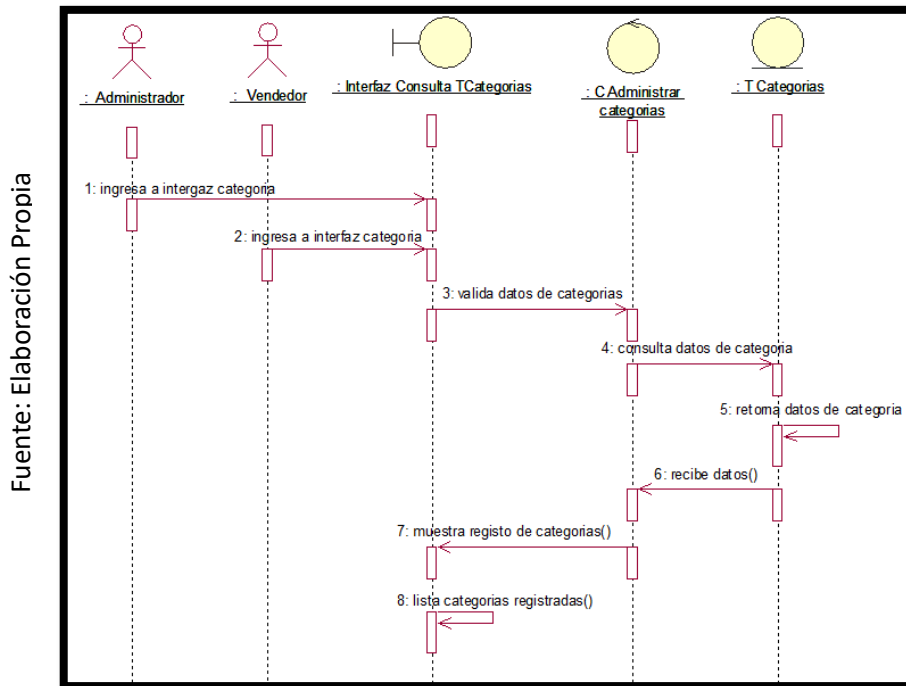 Fuente: Elaboración Propia
: Administrador
: Vendedor
: Interfaz Consulta TCategorias
: C Administrar
categorias
: T Categorias
1: ingresa a intergaz categoria
2: ingresa a interfaz categoria
3: valida datos de categorias
4: consulta datos de categoria
5: retorna datos de categoria
6: recibe datos()
7: muestra registo de categorias()
8: lista categorias registradas()